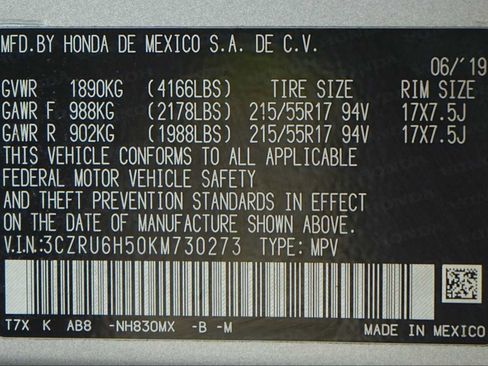 MFD.BY HONDA DE MEXICO S.A. DE C.V.
06/'19
GVWR 1890KG (4166LBS) TIRE SIZE RIM SIZE
GAWR F 988KG (2178LBS) 215/55R17 94V 17X7.5J
GAWR R 902KG (1988LBS) 215/55R17 94V 17X7.5J
THIS VEHICLE CONFORMS TO ALL APPLICABLE
FEDERAL MOTOR VEHICLE SAFETY
AND THEFT PREVENTION STANDARDS IN EFFECT
ON THE DATE OF MANUFACTURE SHOWN ABOVE.
V.I.N:3CZRU6H50KM730273 TYPE: MPV
T7X K AB8 -NH830MX -B -M MADE IN MEXICO